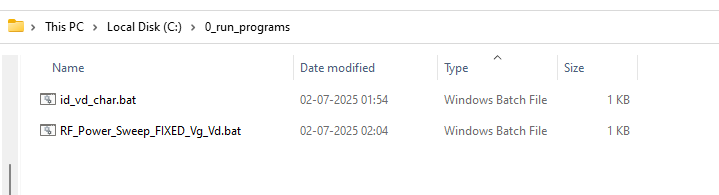 This PC > Local Disk (C:) > 0_run_programs
Name Date modified Type Size
id_vd_char.bat 02-07-2025 01:54 Windows Batch File 1 KB
RF_Power_Sweep_FIXED_Vg_Vd.bat 02-07-2025 02:04 Windows Batch File 1 KB